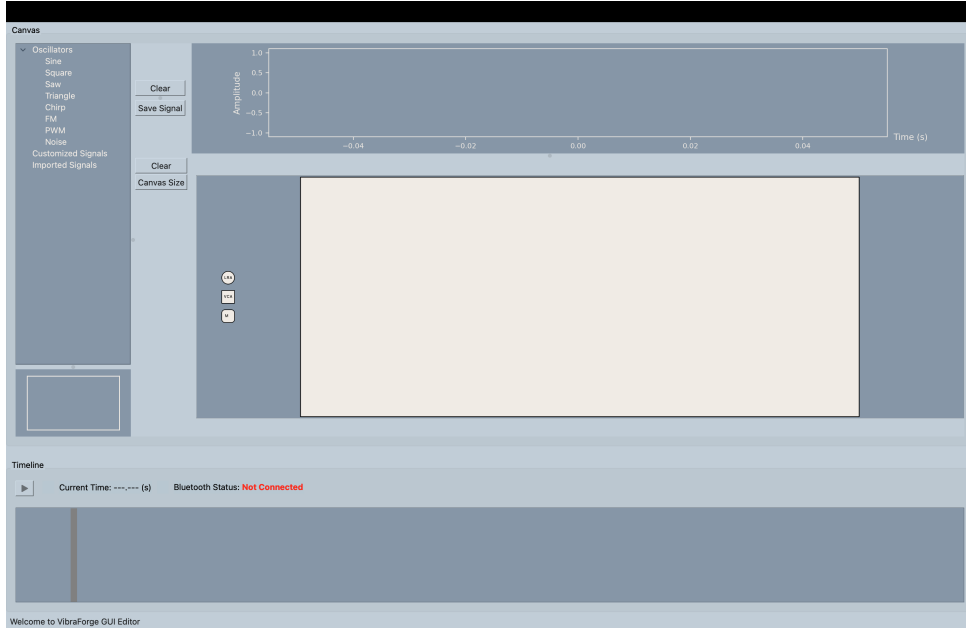 Canvas
Oscillators
Sine
Square
Saw
Triangle
Chirp
FM
PWM
Noise
Customized Signals
Imported Signals
Clear
Save Signal
Clear
Canvas Size
Amplitude
1.0
0.5
0.0
−0.5
−1.0
−0.04
−0.02
0.00
0.02
0.04
Time (s)
LRA
VCA
M
Timeline
Current Time: ---.--- (s)
Bluetooth Status: Not Connected
Welcome to VibraForge GUI Editor